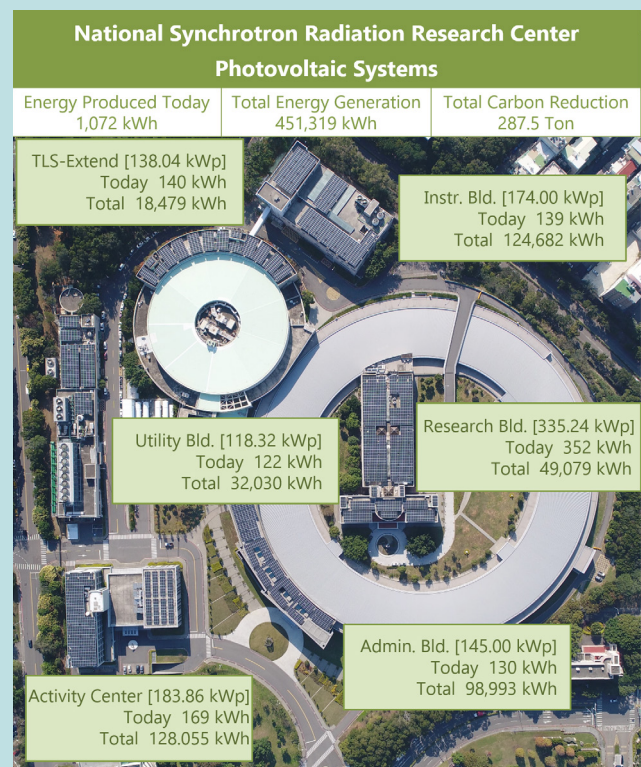 National Synchrotron Radiation Research Center
Photovoltaic Systems
Energy Produced Today
1,072 kWh
Total Energy Generation
451,319 kWh
Total Carbon Reduction
287.5 Ton
TLS-Extend [138.04 kWp]
Today 140 kWh
Total 18,479 kWh
Instr. Bld. [174.00 kWp]
Today 139 kWh
Total 124,682 kWh
Utility Bld. [118.32 kWp]
Today 122 kWh
Total 32,030 kWh
Research Bld. [335.24 kWp]
Today 352 kWh
Total 49,079 kWh
Admin. Bld. [145.00 kWp]
Today 130 kWh
Total 98,993 kWh
Activity Center [183.86 kWp]
Today 169 kWh
Total 128.055 kWh